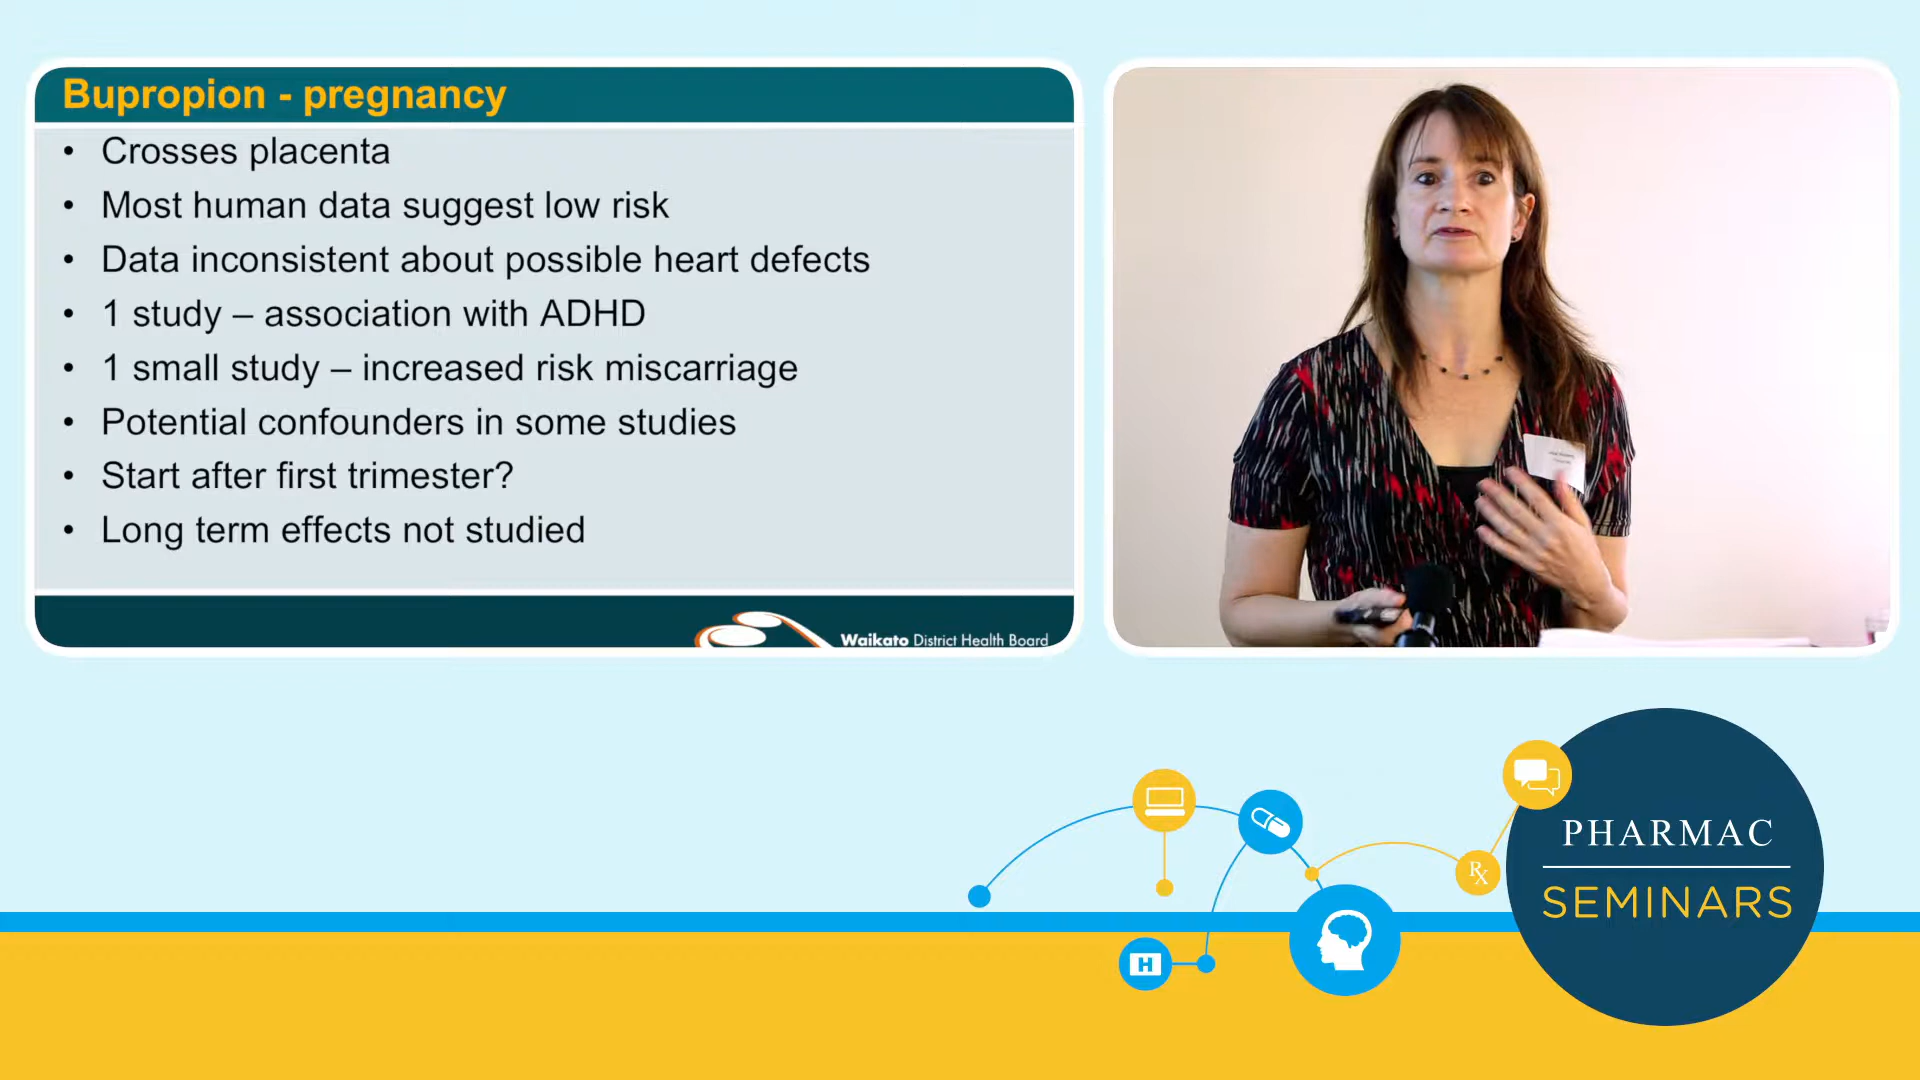 Bupropion - pregnancy
• Crosses placenta
• Most human data suggest low risk
• Data inconsistent about possible heart defects
• 1 study – association with ADHD
• 1 small study – increased risk miscarriage
• Potential confounders in some studies
• Start after first trimester?
• Long term effects not studied
Waikato District Health Board
PHARMAC
SEMINARS
Rx
H